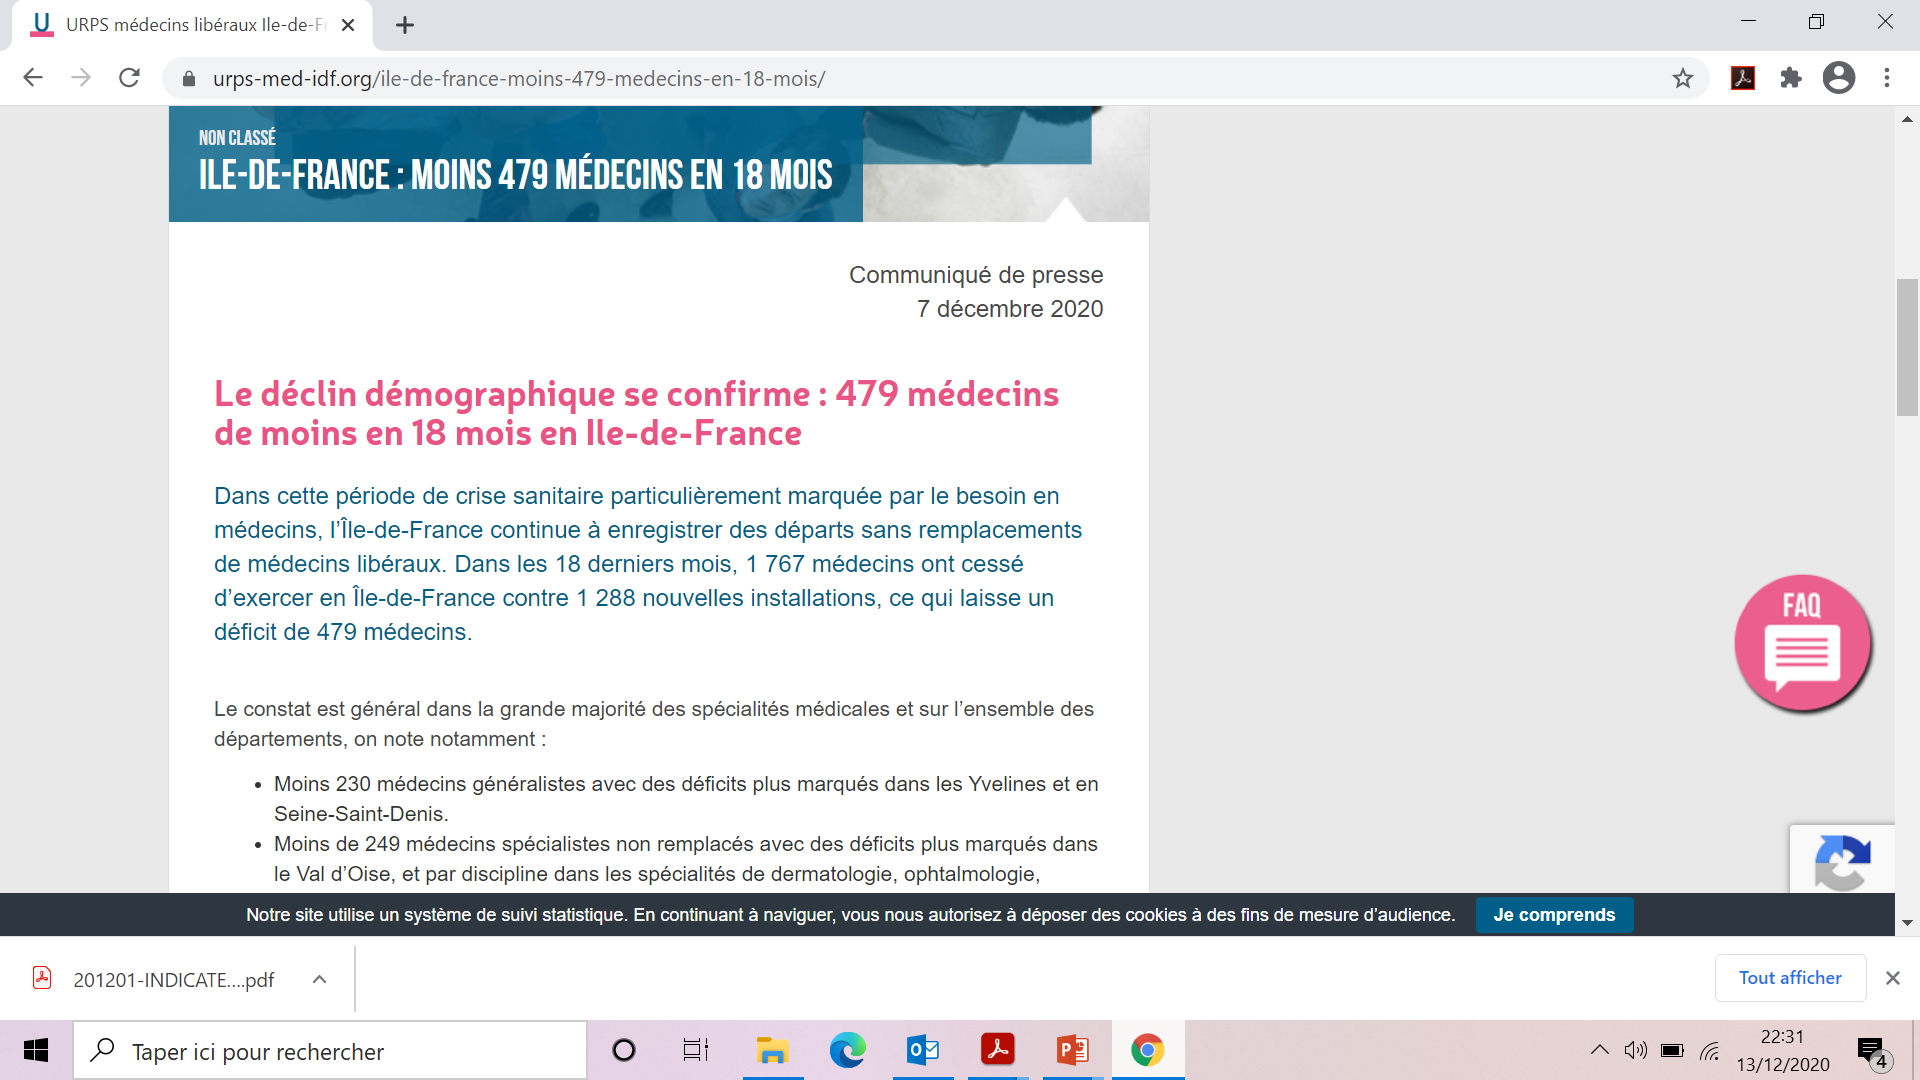 URPS médecins libéraux Ile-de-Fr
urps-med-idf.org/ile-de-france-moins-479-medecins-en-18-mois/
NON CLASSÉ
ILE-DE-FRANCE : MOINS 479 MÉDECINS EN 18 MOIS
Communiqué de presse
7 décembre 2020
Le déclin démographique se confirme : 479 médecins
de moins en 18 mois en Ile-de-France
Dans cette période de crise sanitaire particulièrement marquée par le besoin en
médecins, l’Île-de-France continue à enregistrer des départs sans remplacements
de médecins libéraux. Dans les 18 derniers mois, 1 767 médecins ont cessé
d’exercer en Île-de-France contre 1 288 nouvelles installations, ce qui laisse un
déficit de 479 médecins.
FAQ
Le constat est général dans la grande majorité des spécialités médicales et sur l’ensemble des
départements, on note notamment :
• Moins 230 médecins généralistes avec des déficits plus marqués dans les Yvelines et en
Seine-Saint-Denis.
• Moins de 249 médecins spécialistes non remplacés avec des déficits plus marqués dans
le Val d’Oise, et par discipline dans les spécialités de dermatologie, ophtalmologie,
Notre site utilise un système de suivi statistique. En continuant à naviguer, vous nous autorisez à déposer des cookies à des fins de mesure d’audience.
Je comprends
201201-INDICATE....pdf
Tout afficher
Taper ici pour rechercher
22:31
13/12/2020
4